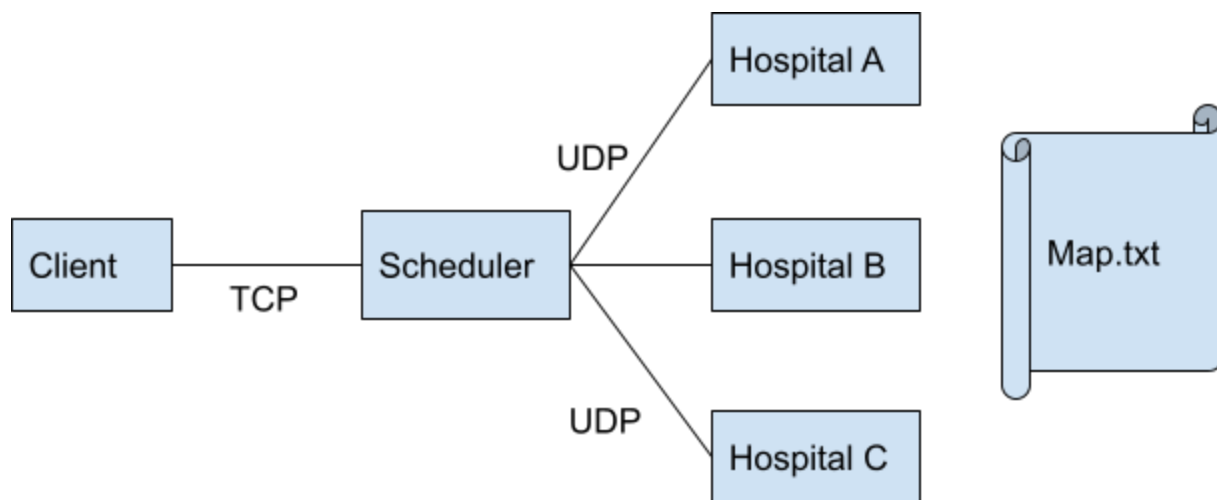 Hospital A
UDP
Client
TCP
Scheduler
Hospital B
Map.txt
UDP
Hospital C